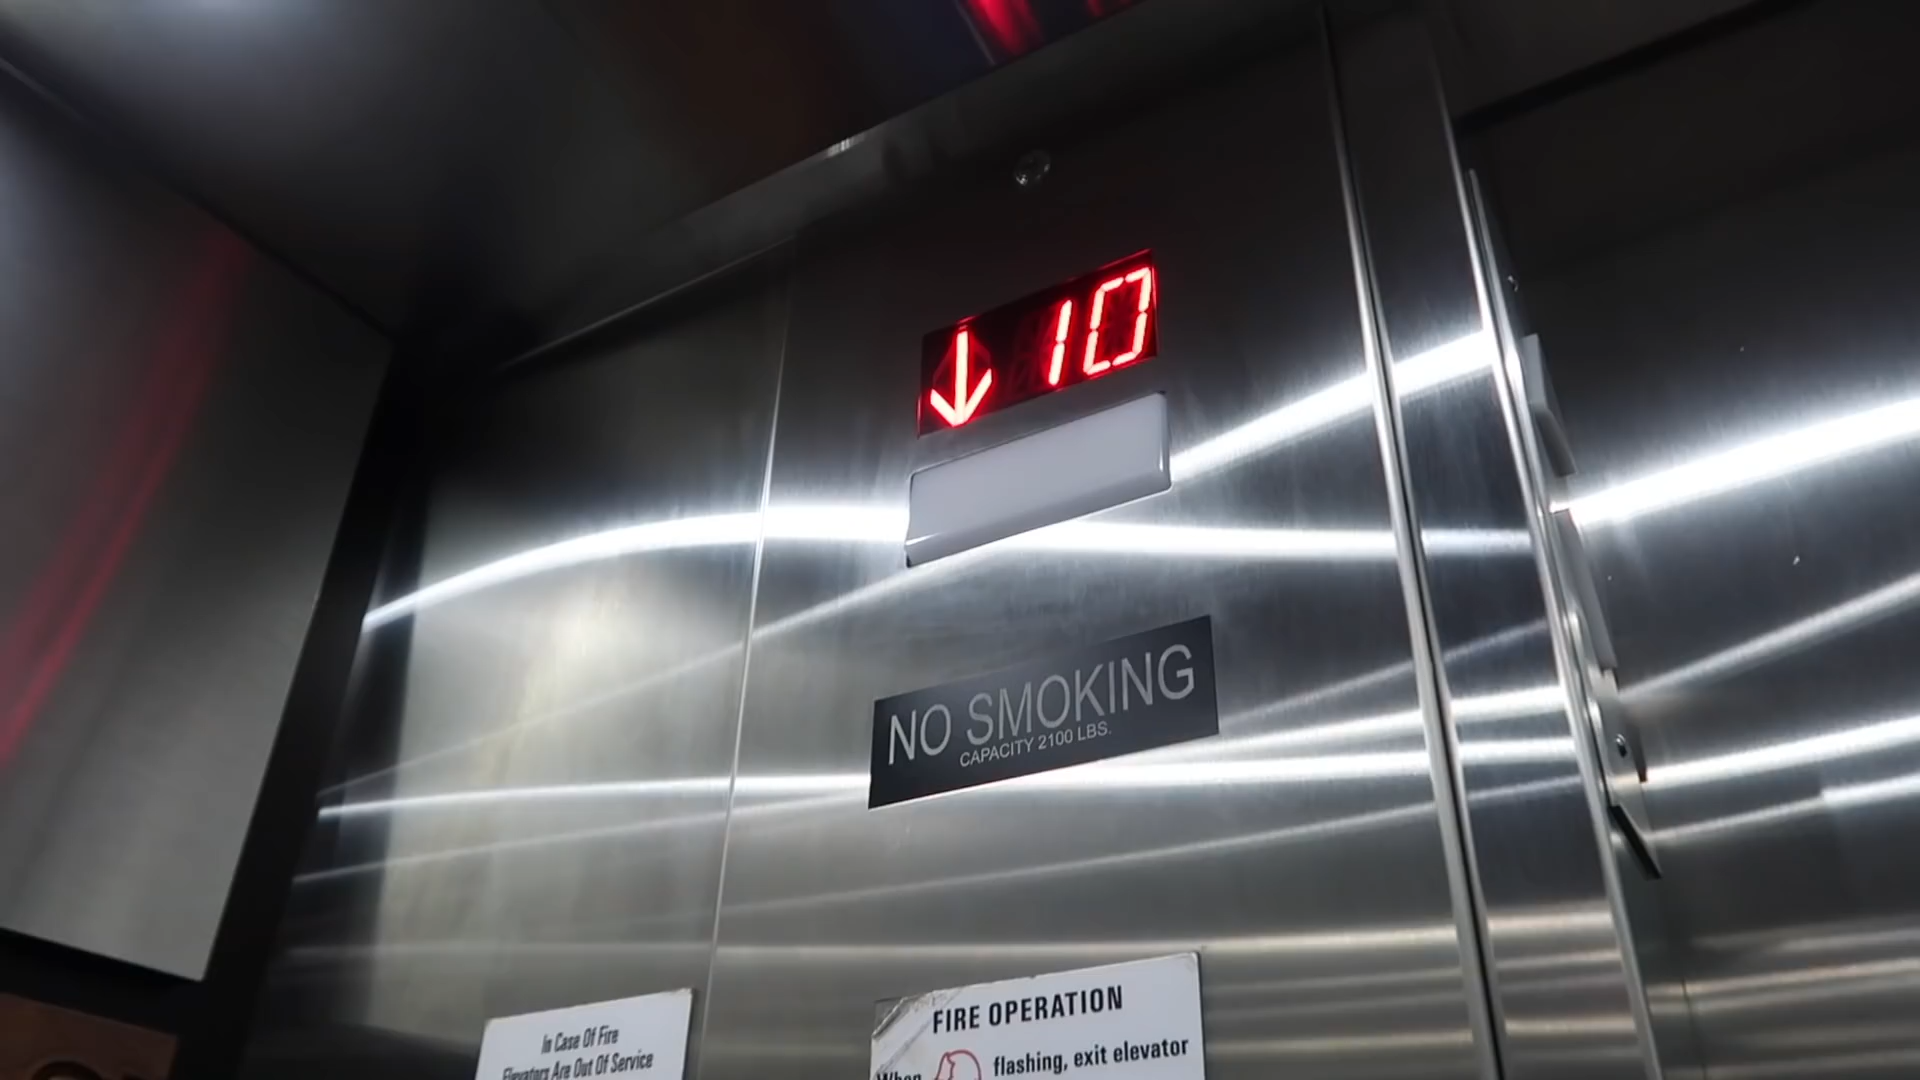 10
NO SMOKING
CAPACITY 2100 LBS.
In Case Of Fire
Elevators Are Out Of Service
FIRE OPERATION
When flashing, exit elevator